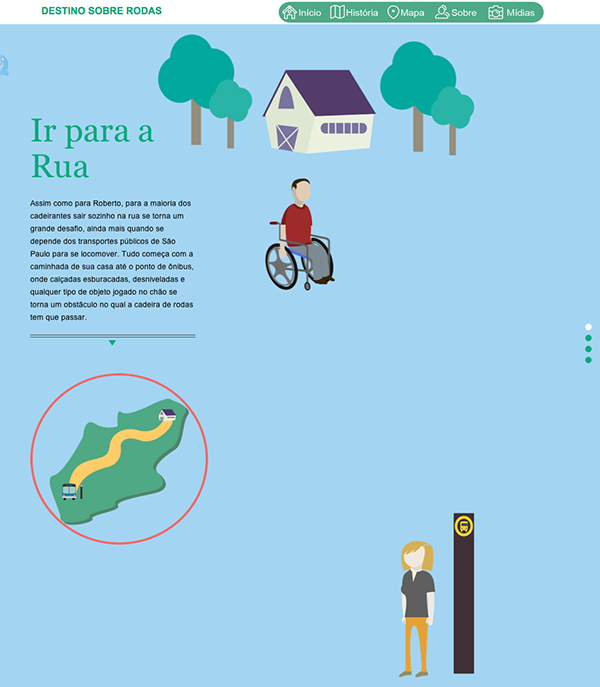 DESTINO SOBRE RODAS
Início História Mapa Sobre Mídias
Ir para a
Rua
Assim como para Roberto, para a maioria dos
cadeirantes sair sozinho na rua se torna um
grande desafio, ainda mais quando se
depende dos transportes públicos de São
Paulo para se locomover. Tudo começa com a
caminhada de sua casa até o ponto de ônibus,
onde calçadas esburacadas, desniveladas e
qualquer tipo de objeto jogado no chão se
torna um obstáculo no qual a cadeira de rodas
tem que passar.